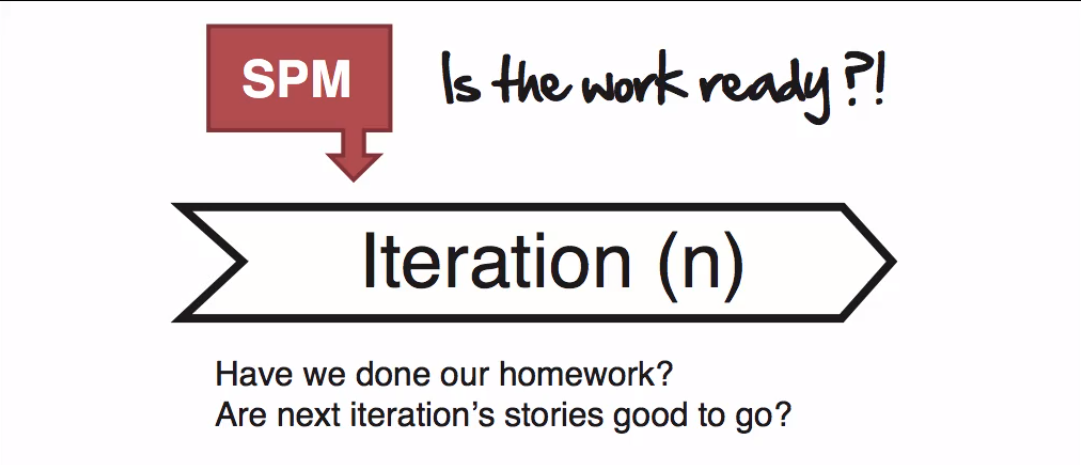 SPM
Is the work ready?!
Iteration (n)
Have we done our homework?
Are next iteration's stories good to go?